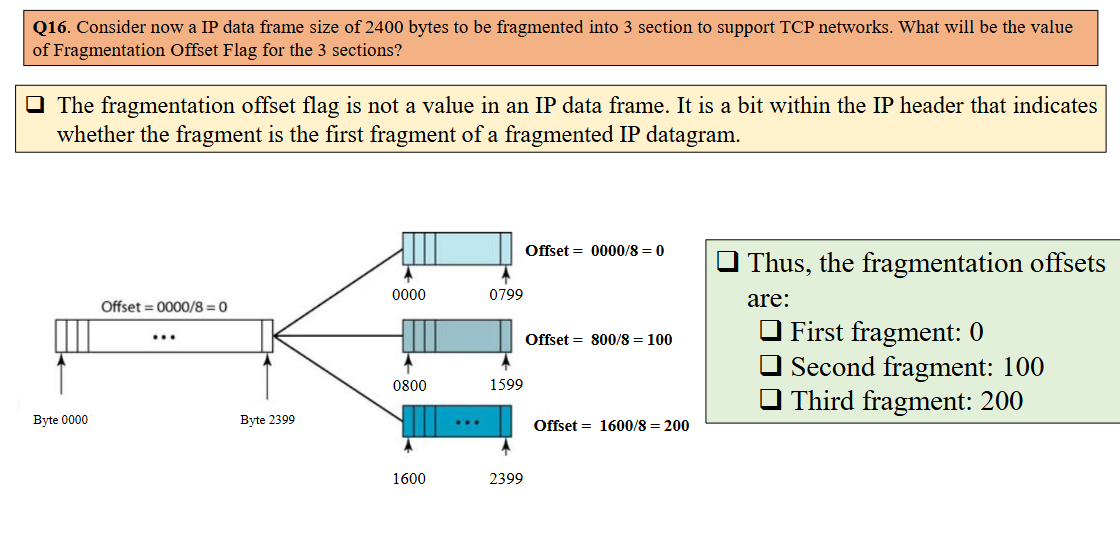 Q16. Consider now a IP data frame size of 2400 bytes to be fragmented into 3 section to support TCP networks. What will be the value
of Fragmentation Offset Flag for the 3 sections?
❑ The fragmentation offset flag is not a value in an IP data frame. It is a bit within the IP header that indicates
whether the fragment is the first fragment of a fragmented IP datagram.
Offset = 0000/8 = 0
Byte 0000
Byte 2399
Offset = 0000/8 = 0
0000
0799
Offset = 800/8 = 100
0800
1599
Offset = 1600/8 = 200
1600
2399
❑ Thus, the fragmentation offsets
are:
❑ First fragment: 0
❑ Second fragment: 100
❑ Third fragment: 200